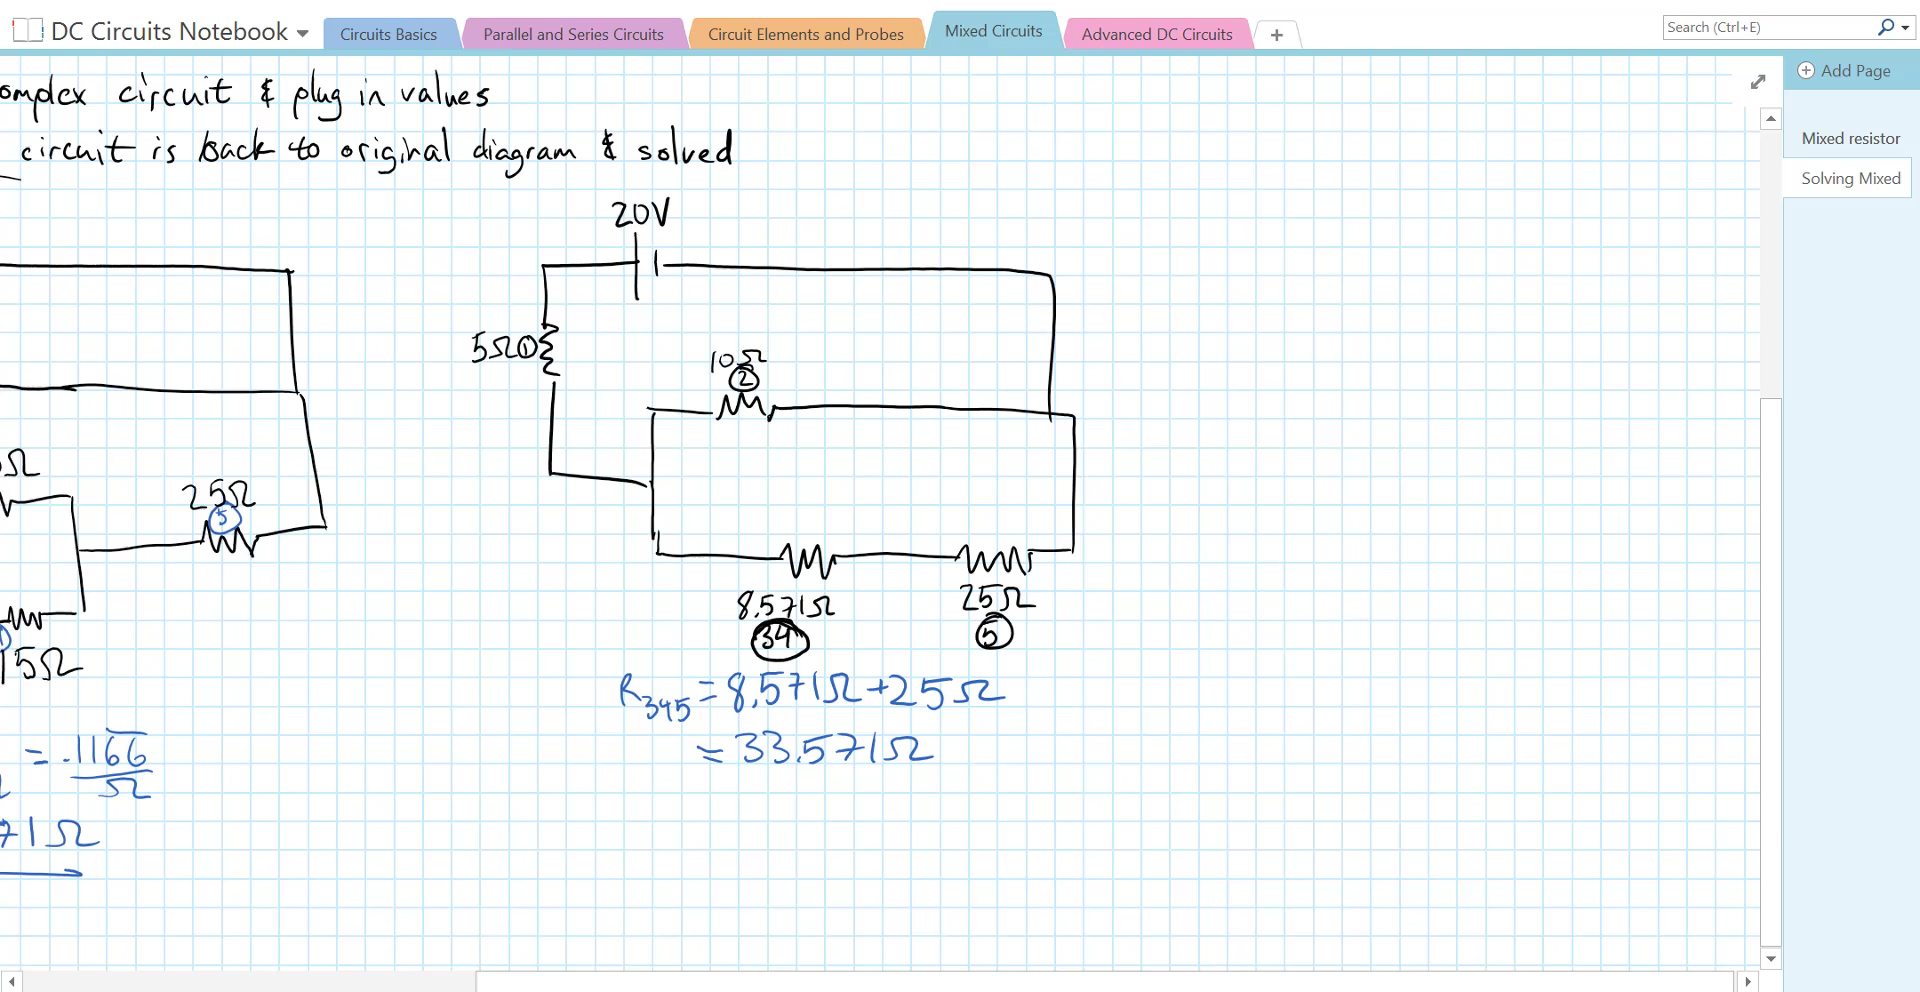 DC Circuits Notebook
Circuits Basics
Parallel and Series Circuits
Circuit Elements and Probes
Mixed Circuits
Advanced DC Circuits
+
Search (Ctrl+E)
Add Page
Mixed resistor
Solving Mixed
omplex circuit & plug in values
circuit is back to original diagram & solved
20V
5Ω 1
10Ω
2
Ω
25Ω
5
15Ω
8.571Ω
34
25Ω
5
R345 = 8.571Ω + 25Ω
= 33.571Ω
= .1166
Ω
71Ω